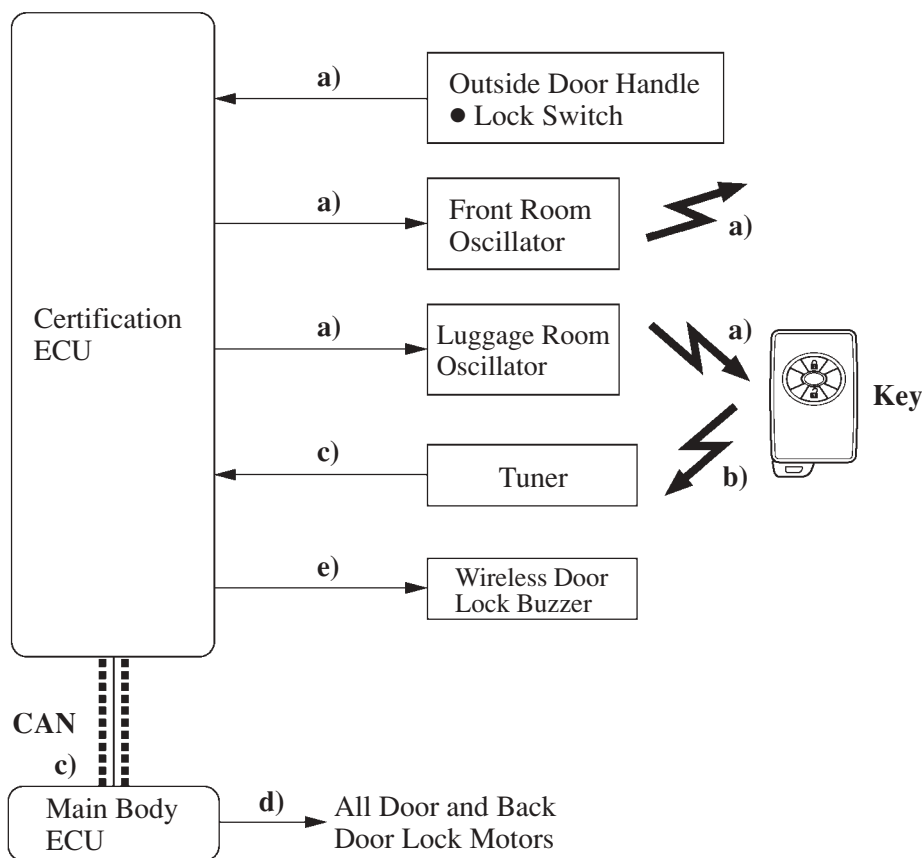 a)
Outside Door Handle
● Lock Switch
a)
Front Room
Oscillator
a)
Certification
ECU
a)
Luggage Room
Oscillator
a)
Key
c)
Tuner
b)
e)
Wireless Door
Lock Buzzer
CAN
c)
Main Body
ECU
d)
All Door and Back
Door Lock Motors